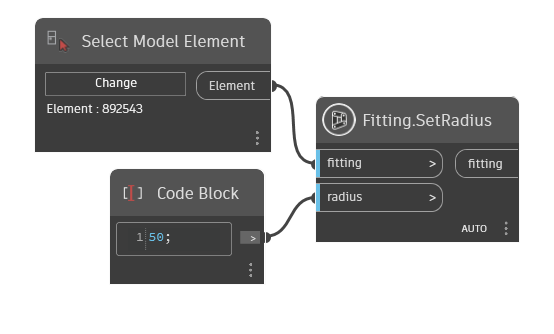 Select Model Element
Change
Element
Element : 892543
Fitting.SetRadius
fitting >
fitting
radius >
AUTO
Code Block
1 50;
>